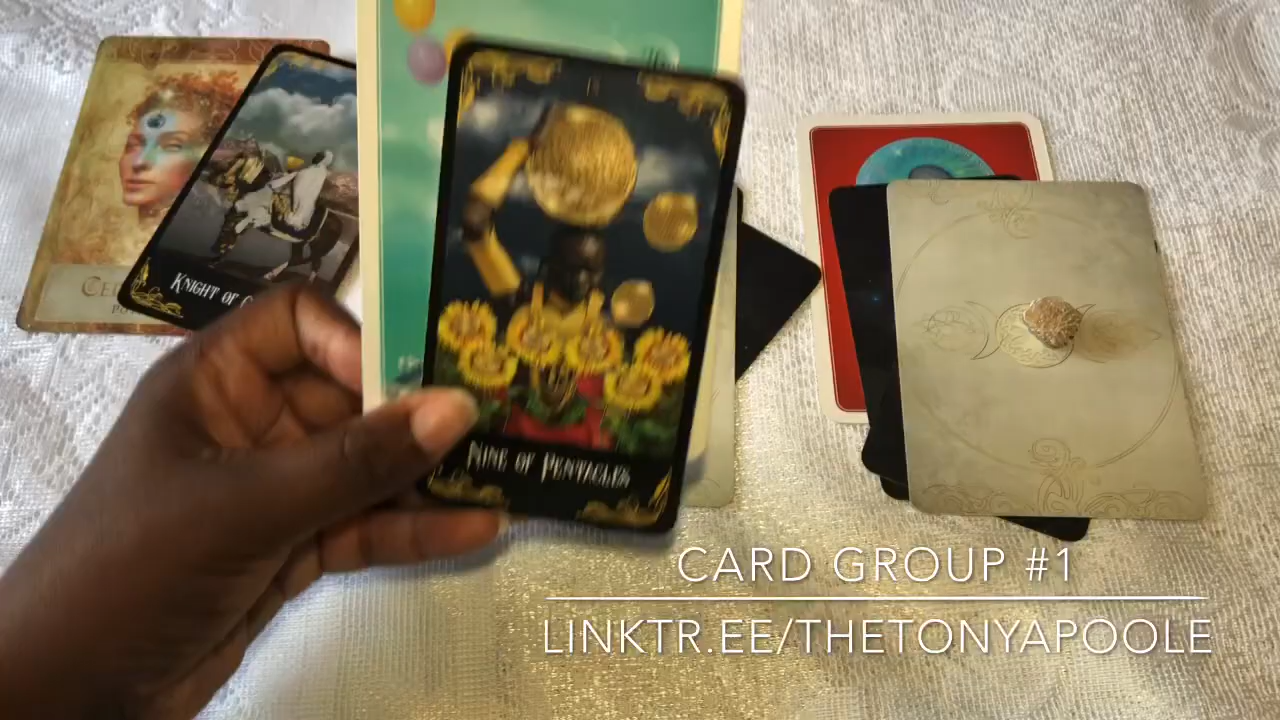 KNIGHT OF
NINE OF PENTACLES
CARD GROUP #1
LINKTR.EE/THETONYAPOOLE